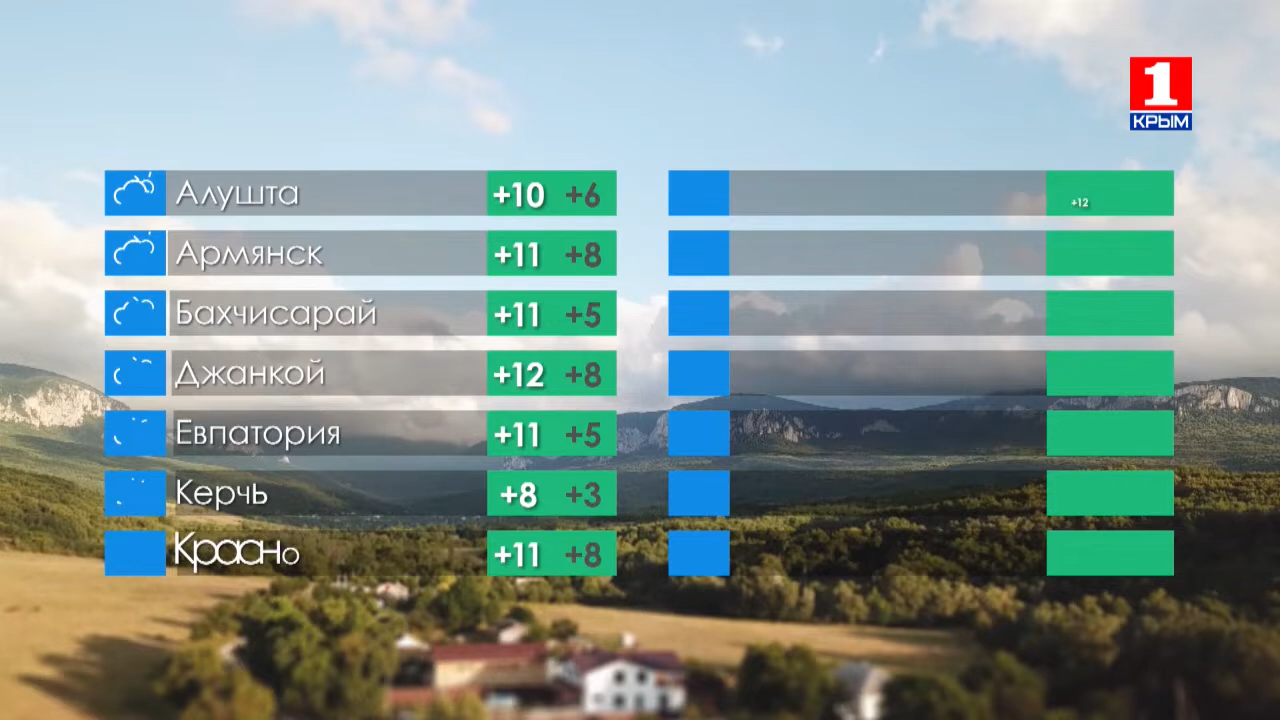 1
КРЫМ
Алушта +10 +6
+12
Армянск +11 +8
Бахчисарай +11 +5
Джанкой +12 +8
Евпатория +11 +5
Керчь +8 +3
Красно +11 +8